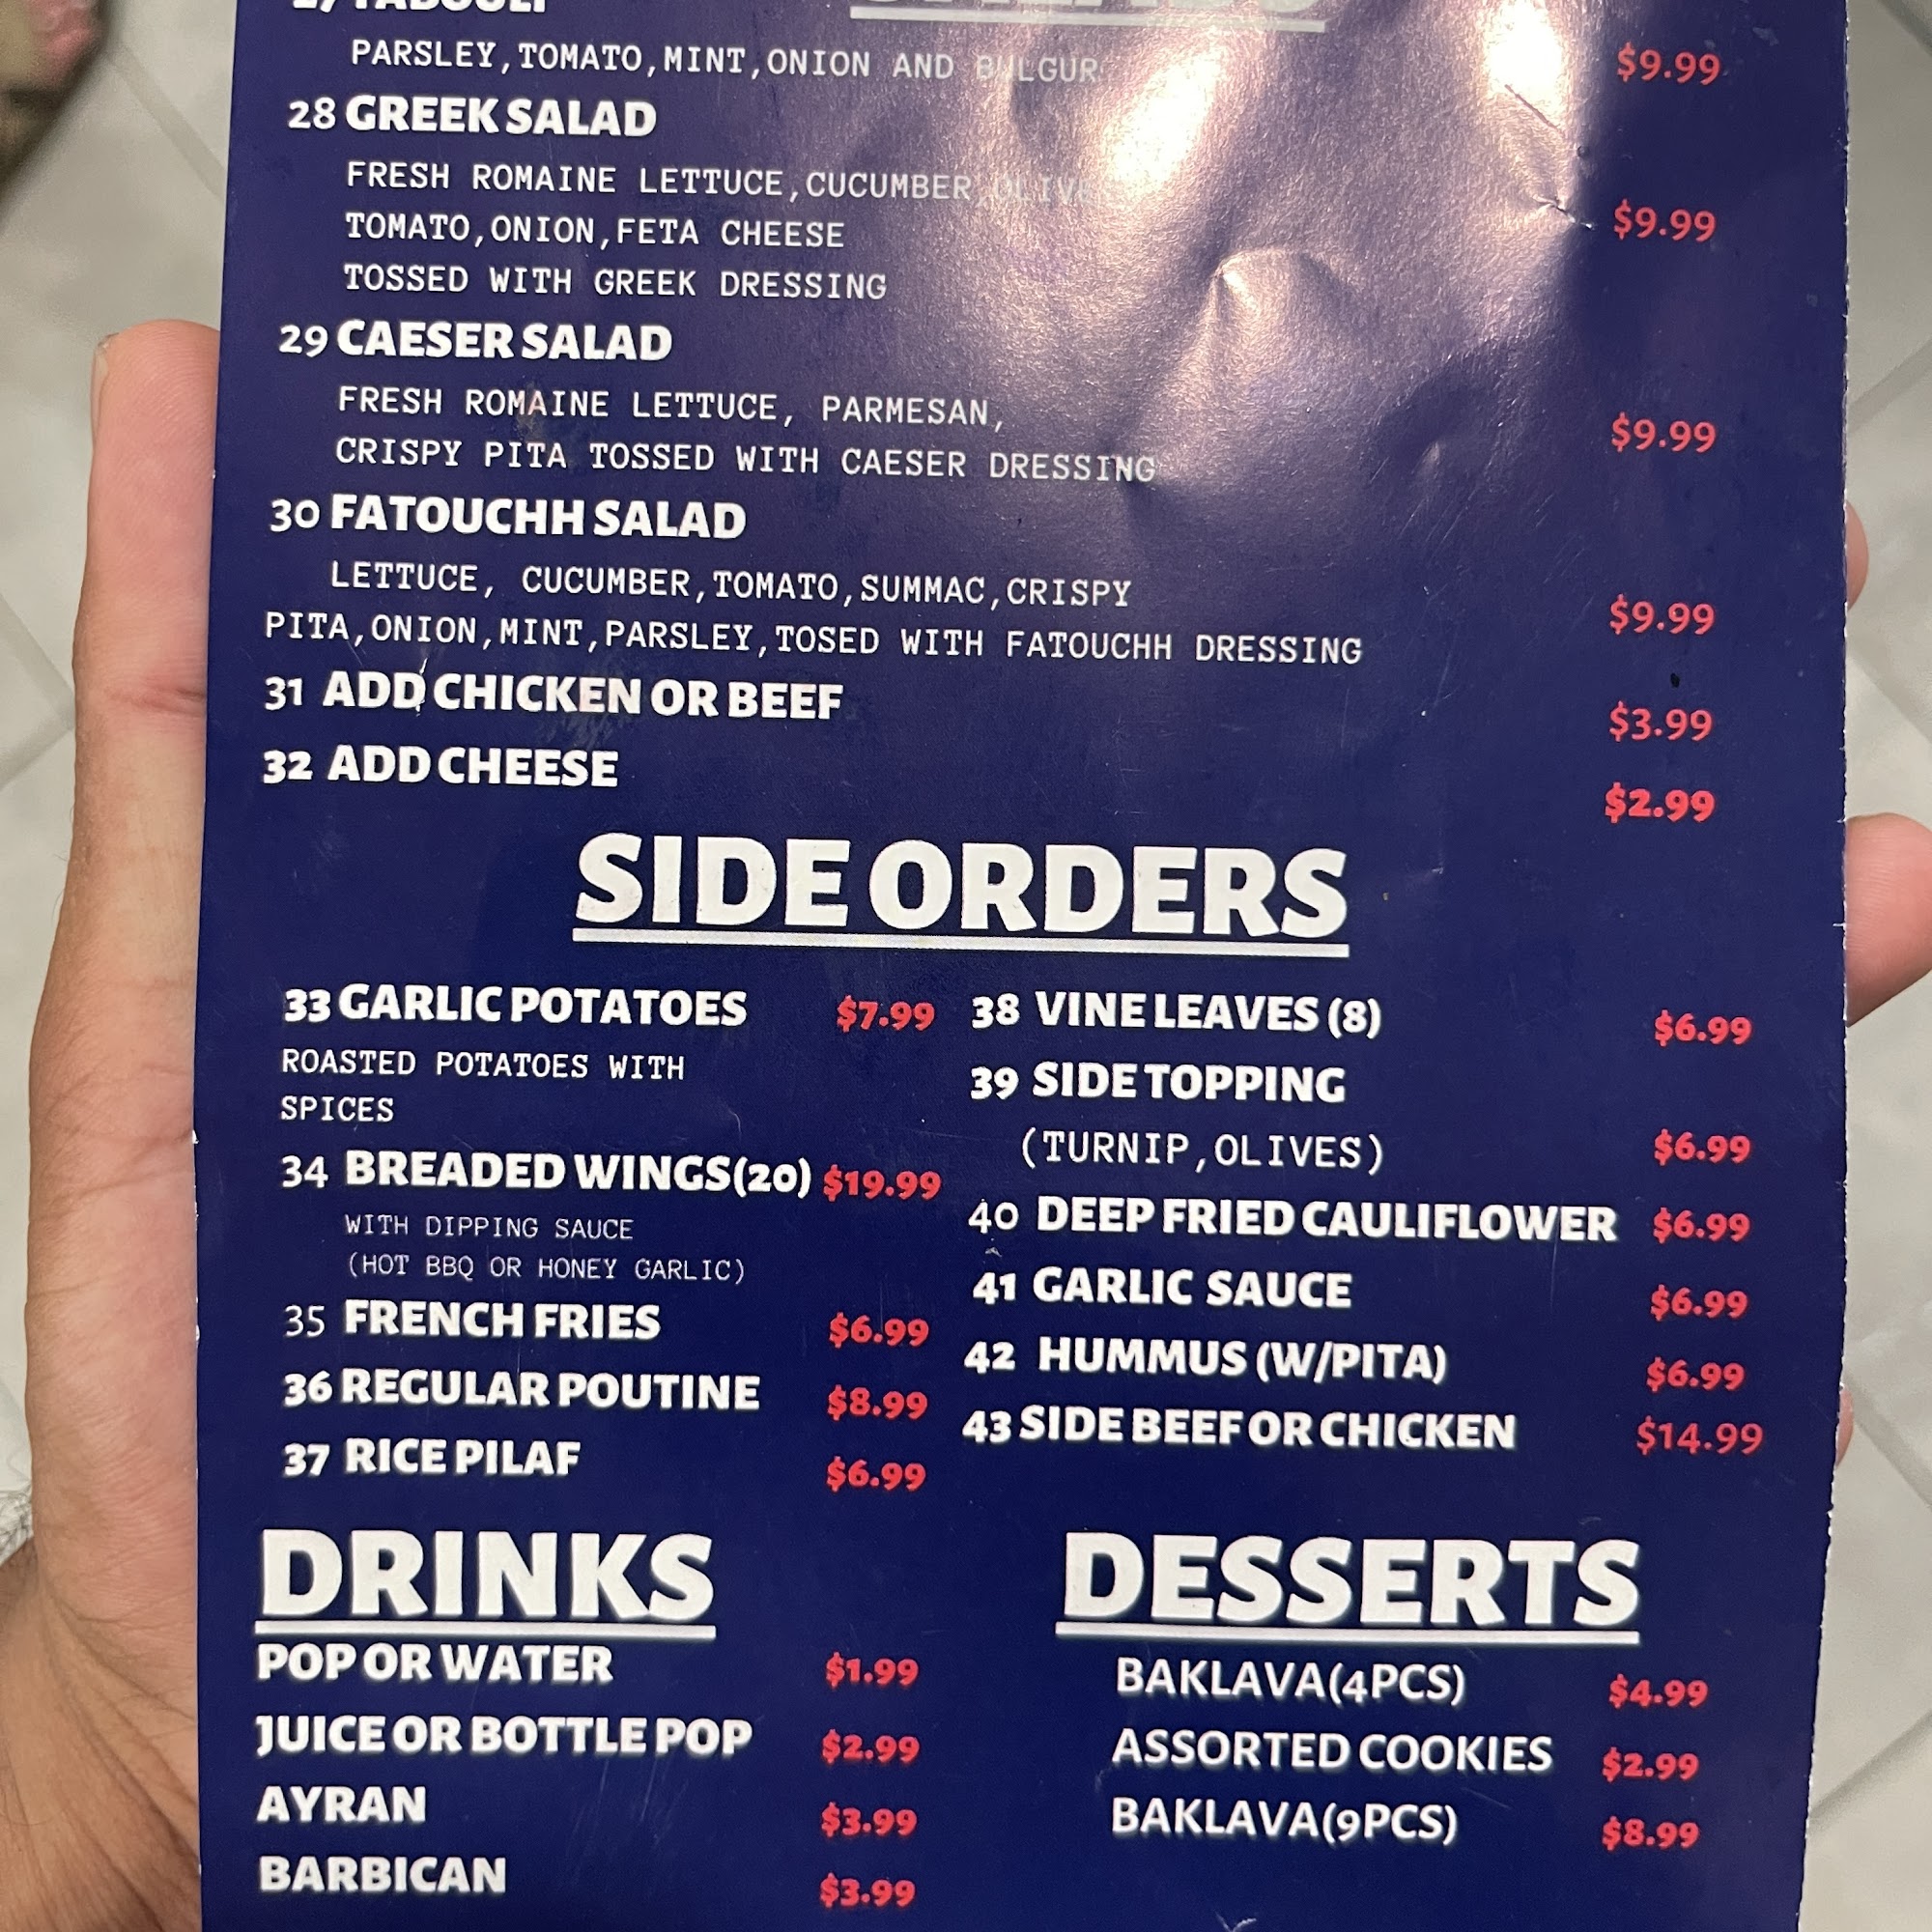 27 TABOULI
PARSLEY,TOMATO,MINT,ONION AND BULGUR $9.99
28 GREEK SALAD
FRESH ROMAINE LETTUCE,CUCUMBER,OLIVE
TOMATO,ONION,FETA CHEESE $9.99
TOSSED WITH GREEK DRESSING
29 CAESER SALAD
FRESH ROMAINE LETTUCE, PARMESAN,
CRISPY PITA TOSSED WITH CAESER DRESSING $9.99
30 FATOUCHH SALAD
LETTUCE, CUCUMBER,TOMATO,SUMMAC,CRISPY $9.99
PITA,ONION,MINT,PARSLEY,TOSED WITH FATOUCHH DRESSING
31 ADD CHICKEN OR BEEF $3.99
32 ADD CHEESE $2.99
SIDE ORDERS
33 GARLIC POTATOES $7.99
ROASTED POTATOES WITH
SPICES
34 BREADED WINGS(20) $19.99
WITH DIPPING SAUCE
(HOT BBQ OR HONEY GARLIC)
35 FRENCH FRIES $6.99
36 REGULAR POUTINE $8.99
37 RICE PILAF $6.99
38 VINE LEAVES (8) $6.99
39 SIDE TOPPING
(TURNIP,OLIVES) $6.99
40 DEEP FRIED CAULIFLOWER $6.99
41 GARLIC SAUCE $6.99
42 HUMMUS (W/PITA) $6.99
43 SIDE BEEF OR CHICKEN $14.99
DRINKS
POP OR WATER $1.99
JUICE OR BOTTLE POP $2.99
AYRAN $3.99
BARBICAN $3.99
DESSERTS
BAKLAVA(4PCS) $4.99
ASSORTED COOKIES $2.99
BAKLAVA(9PCS) $8.99